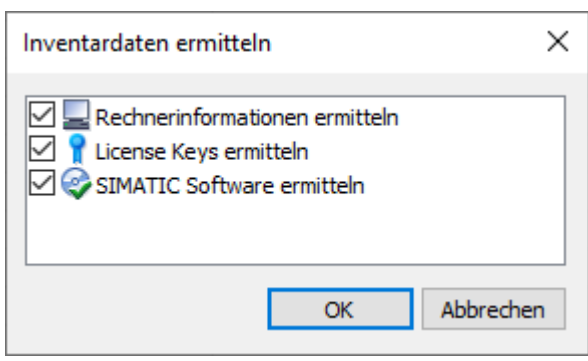 Inventardaten ermitteln
Rechnerinformationen ermitteln
License Keys ermitteln
SIMATIC Software ermitteln
OK Abbrechen